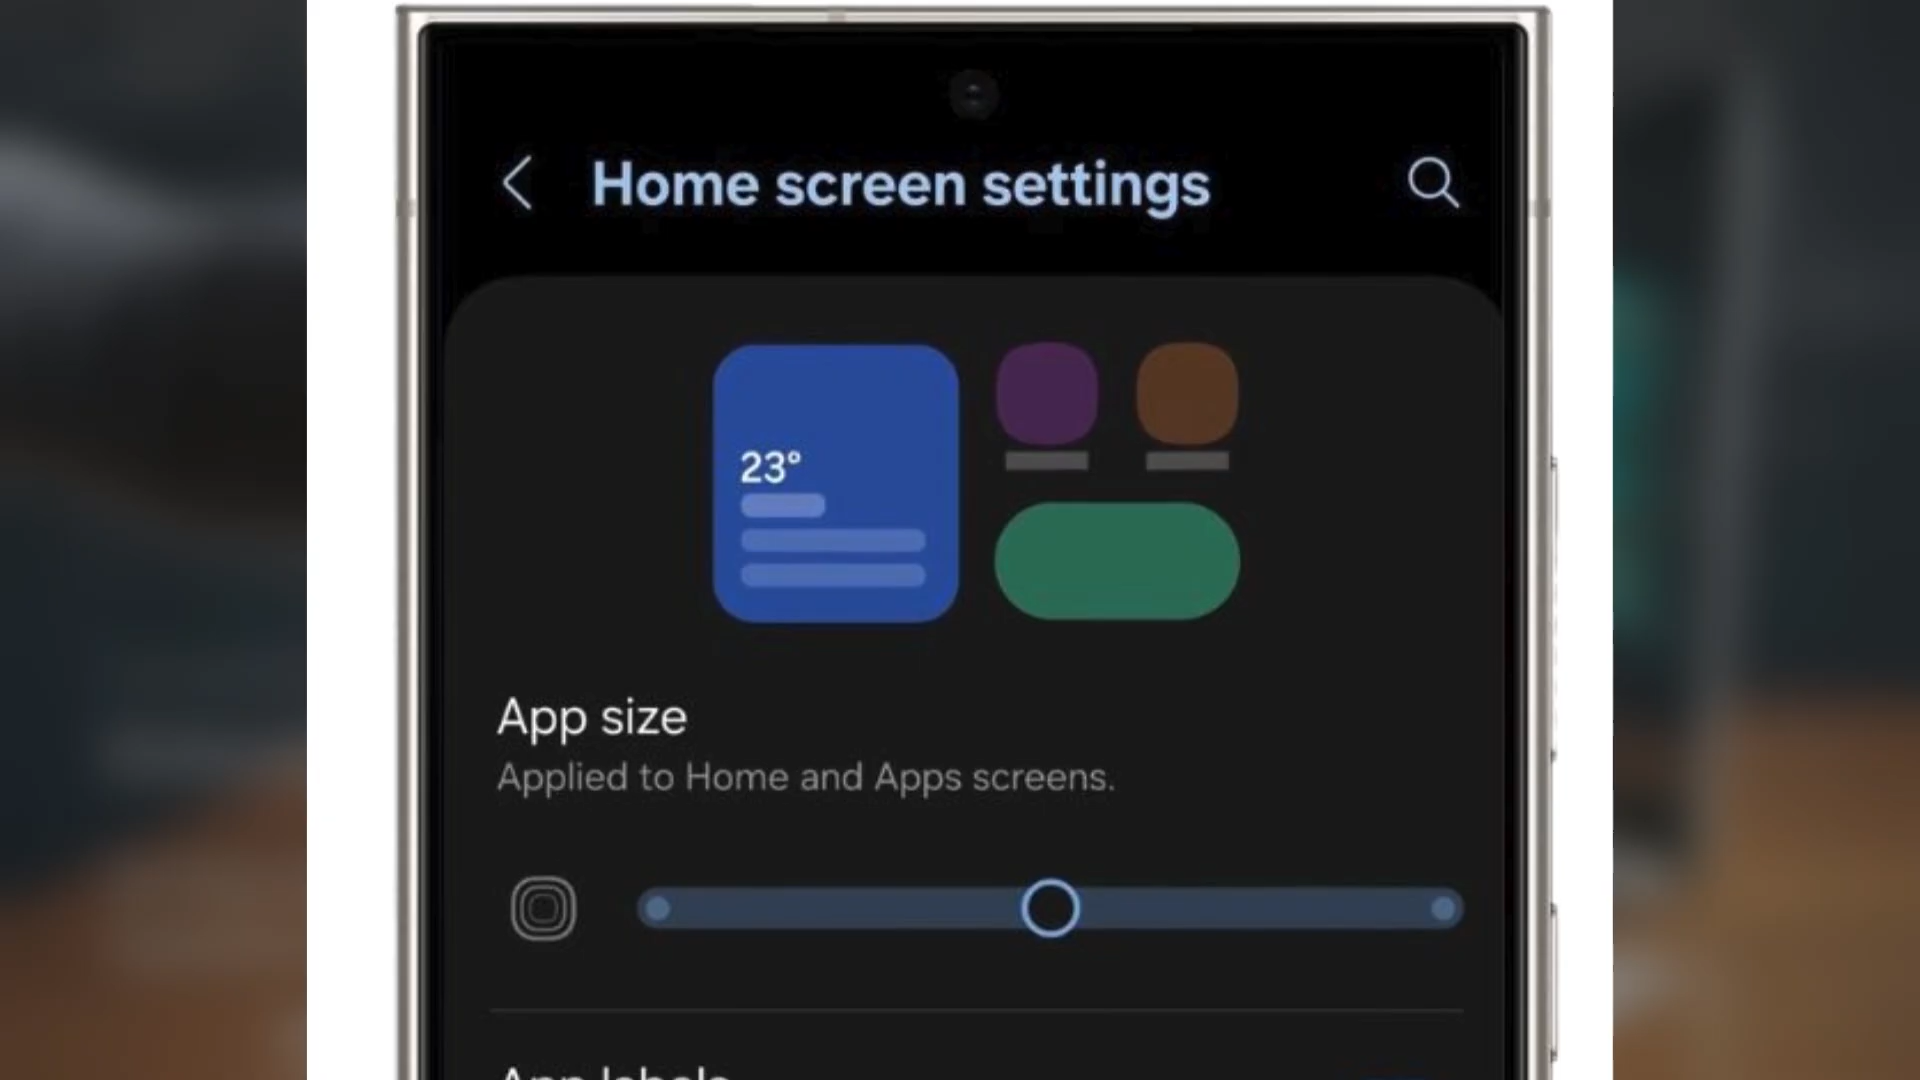 Home screen settings
23°
App size
Applied to Home and Apps screens.
App labels